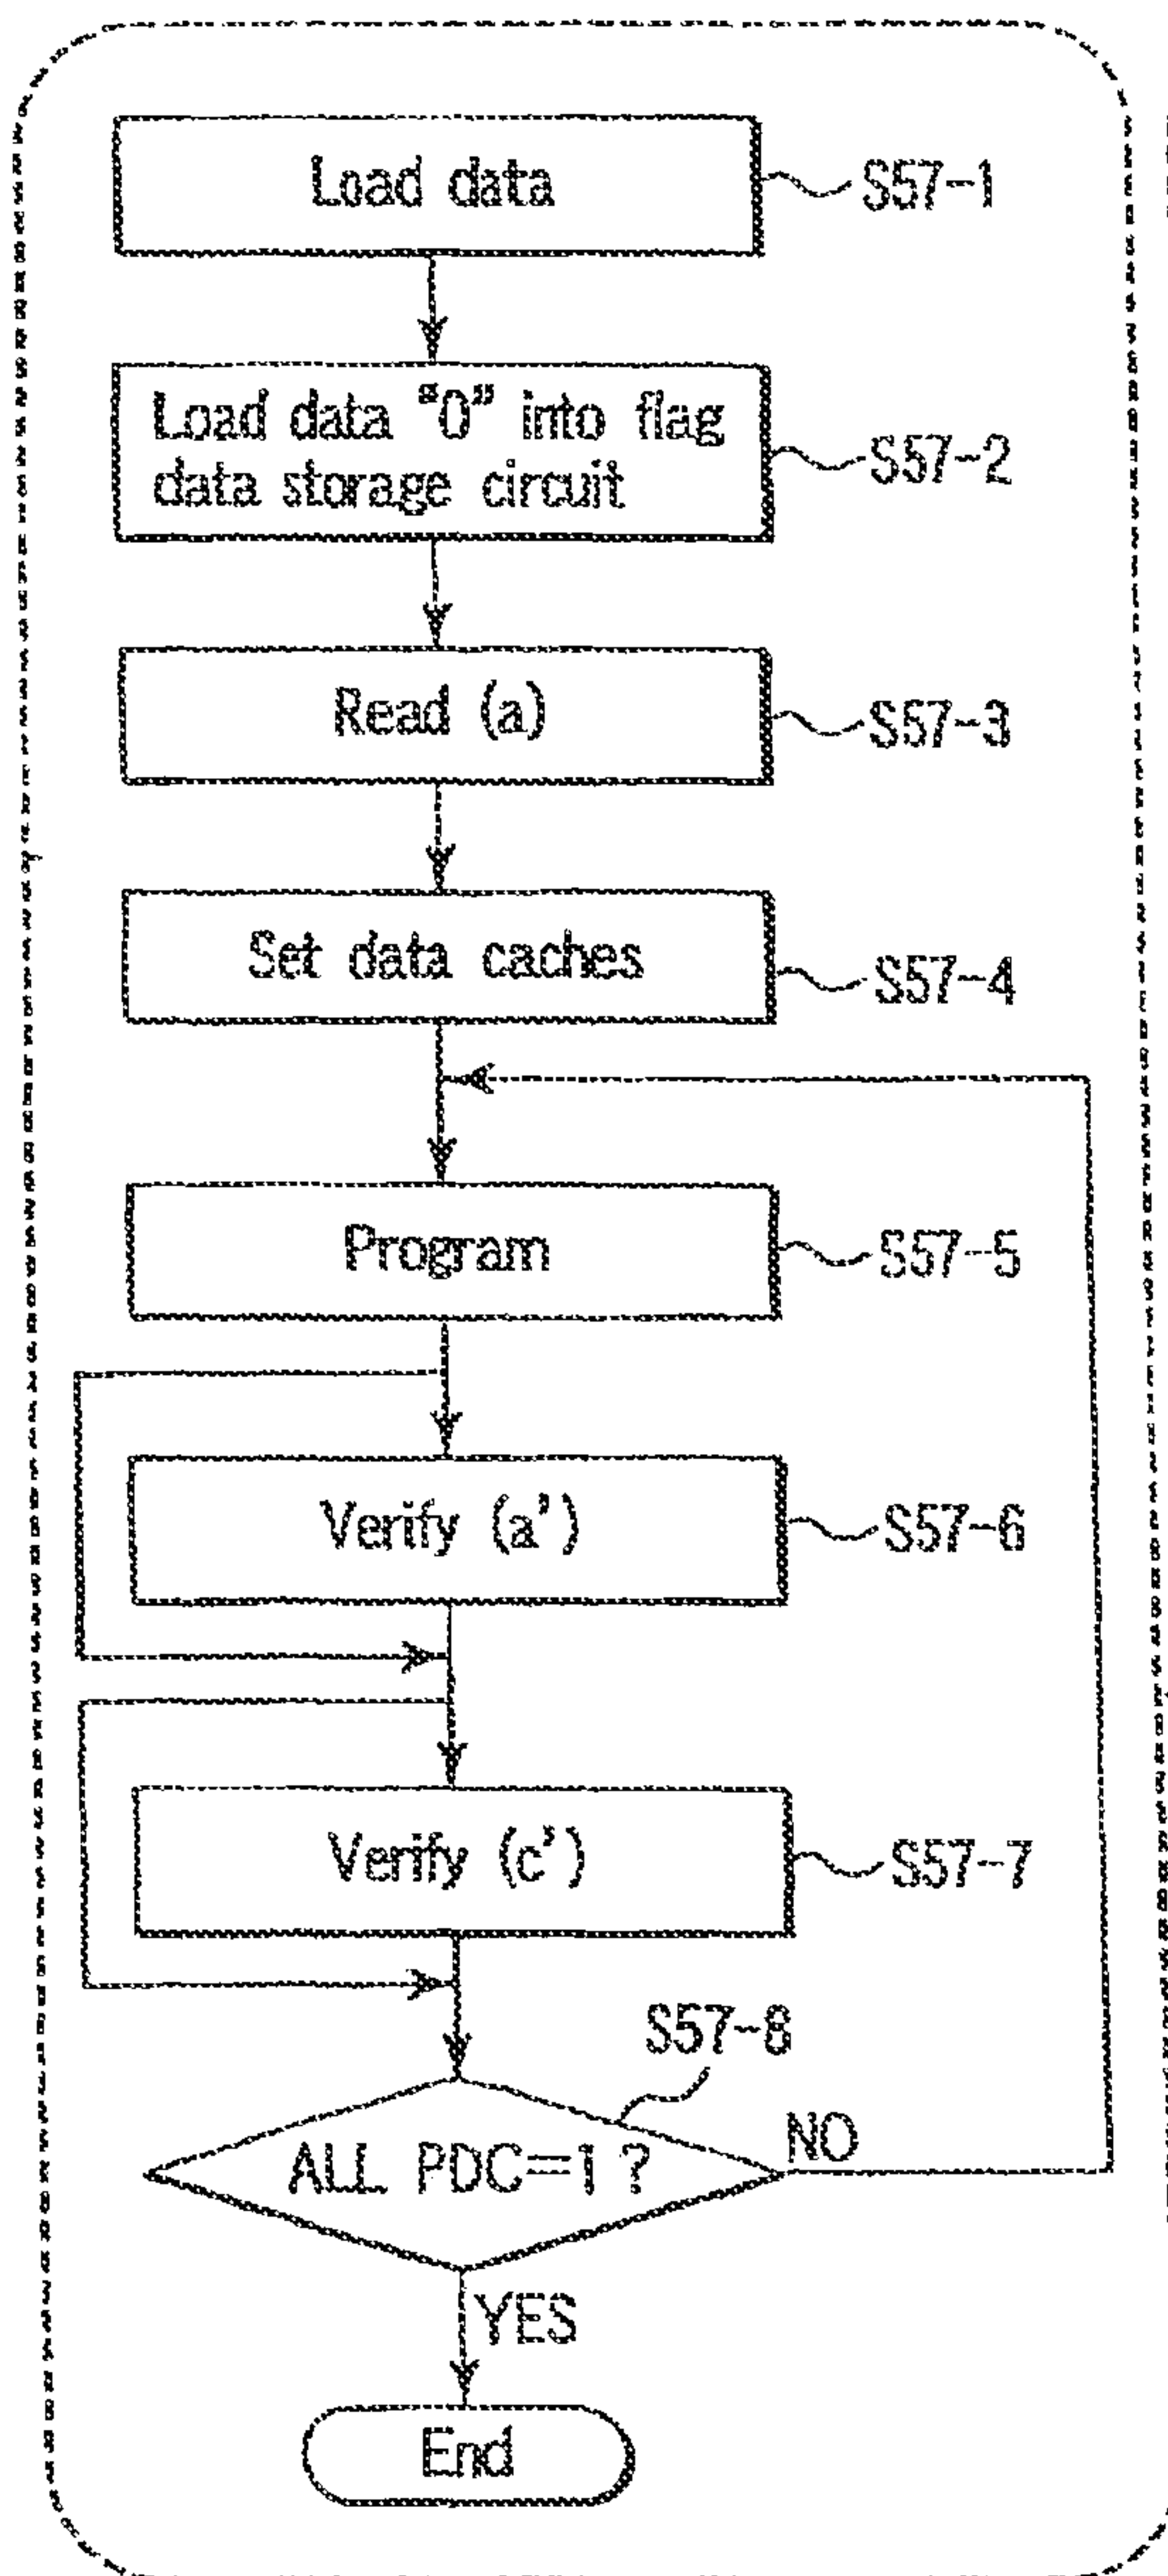 Load data
S57-1
Load data "0" into flag
data storage circuit
S57-2
Read (a)
S57-3
Set data caches
S57-4
Program
S57-5
Verify (a')
S57-6
Verify (c')
S57-7
S57-8
ALL PDC=1 ?
NO
YES
End